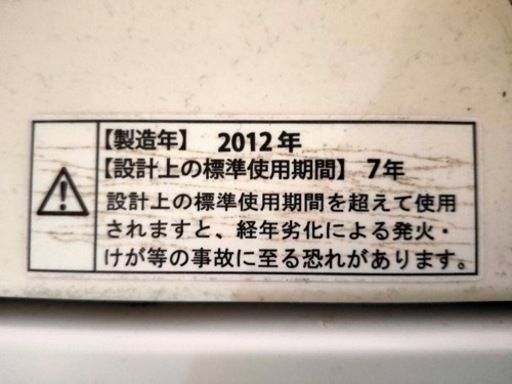 【製造年】 2012年
【設計上の標準使用期間】 7年
設計上の標準使用期間を超えて使用
されますと、経年劣化による発火・
けが等の事故に至る恐れがあります。